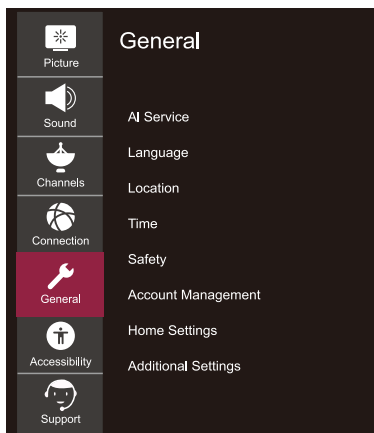 Picture
Sound
Channels
Connection
General
Accessibility
Support
General
AI Service
Language
Location
Time
Safety
Account Management
Home Settings
Additional Settings